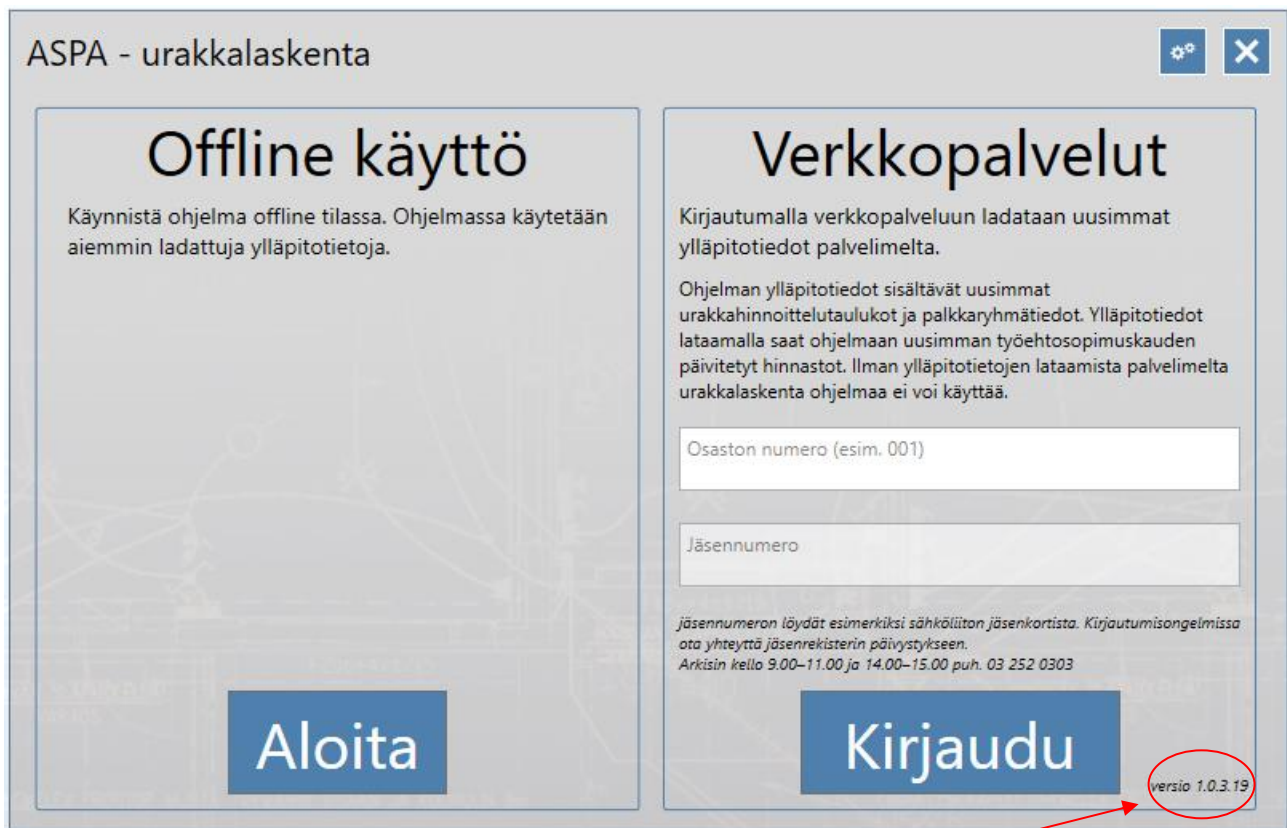 ASPA - urakkalaskenta
Offline käyttö
Käynnistä ohjelma offline tilassa. Ohjelmassa käytetään
aiemmin ladattuja ylläpitotietoja.
Aloita
Verkkopalvelut
Kirjautumalla verkkopalveluun ladataan uusimmat
ylläpitotiedot palvelimelta.
Ohjelman ylläpitotiedot sisältävät uusimmat
urakkahinnoittelutaulukot ja palkkaryhmätiedot. Ylläpitotiedot
lataamalla saat ohjelmaan uusimman työehtosopimuskauden
päivitetyt hinnastot. Ilman ylläpitotietojen lataamista palvelimelta
urakkalaskenta ohjelmaa ei voi käyttää.
Osaston numero (esim. 001)
Jäsennumero
jäsennumeron löydät esimerkiksi sähköliiton jäsenkortista. Kirjautumisongelmissa
ota yhteyttä jäsenrekisterin päivystykseen.
Arkisin kello 9.00–11.00 ja 14.00–15.00 puh. 03 252 0303
Kirjaudu
versio 1.0.3.19